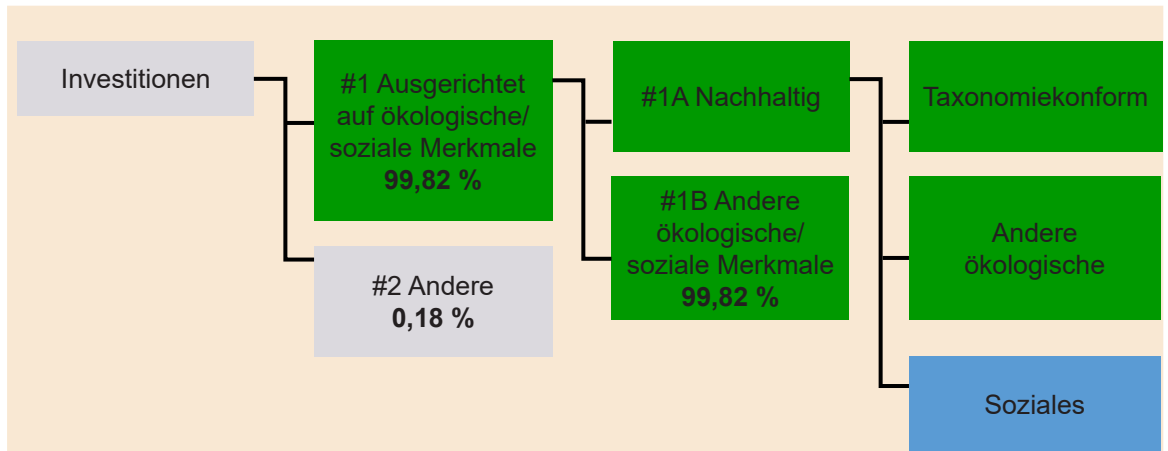 Investitionen
#1 Ausgerichtet
auf ökologische/
soziale Merkmale
99,82 %
#2 Andere
0,18 %
#1A Nachhaltig
#1B Andere
ökologische/
soziale Merkmale
99,82 %
Taxonomiekonform
Andere
ökologische
Soziales